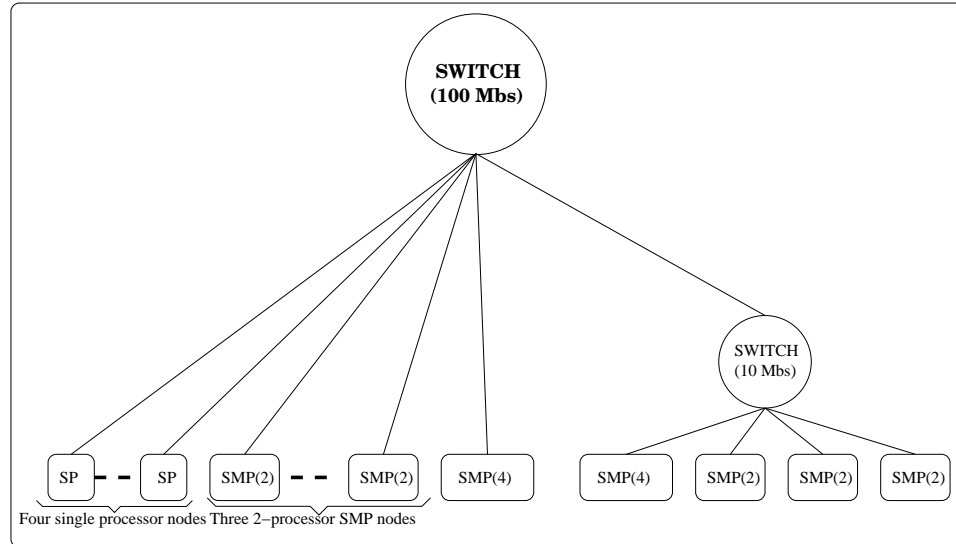 SWITCH
(100 Mbs)
SWITCH
(10 Mbs)
SP
SP
SMP(2)
SMP(2)
SMP(4)
SMP(4)
SMP(2)
SMP(2)
SMP(2)
Four single processor nodes
Three 2−processor SMP nodes